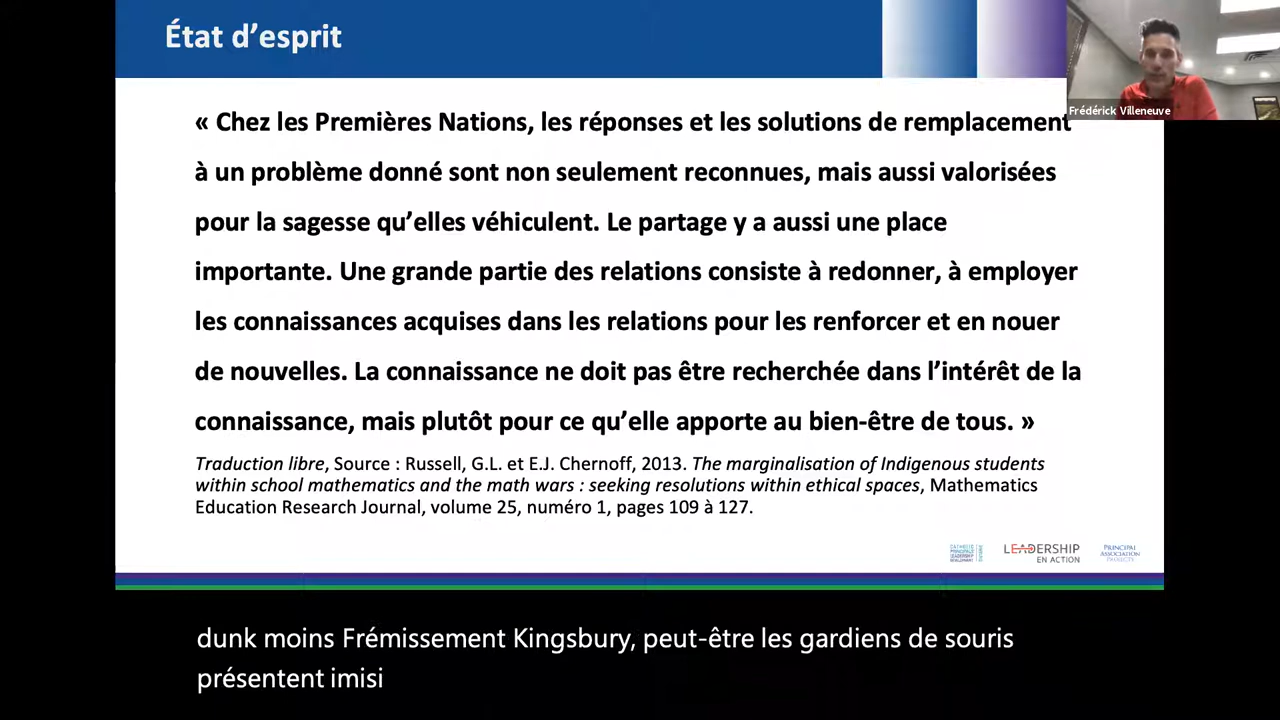 État d’esprit
Frédérick Villeneuve
« Chez les Premières Nations, les réponses et les solutions de remplacement
à un problème donné sont non seulement reconnues, mais aussi valorisées
pour la sagesse qu’elles véhiculent. Le partage y a aussi une place
importante. Une grande partie des relations consiste à redonner, à employer
les connaissances acquises dans les relations pour les renforcer et en nouer
de nouvelles. La connaissance ne doit pas être recherchée dans l’intérêt de la
connaissance, mais plutôt pour ce qu’elle apporte au bien-être de tous. »
Traduction libre, Source : Russell, G.L. et E.J. Chernoff, 2013. The marginalisation of Indigenous students
within school mathematics and the math wars : seeking resolutions within ethical spaces, Mathematics
Education Research Journal, volume 25, numéro 1, pages 109 à 127.
LEADERSHIP
EN ACTION
PRINCIPAL
ASSOCIATION
PROJECTS
dunk moins Frémissement Kingsbury, peut-être les gardiens de souris
présentent imisi